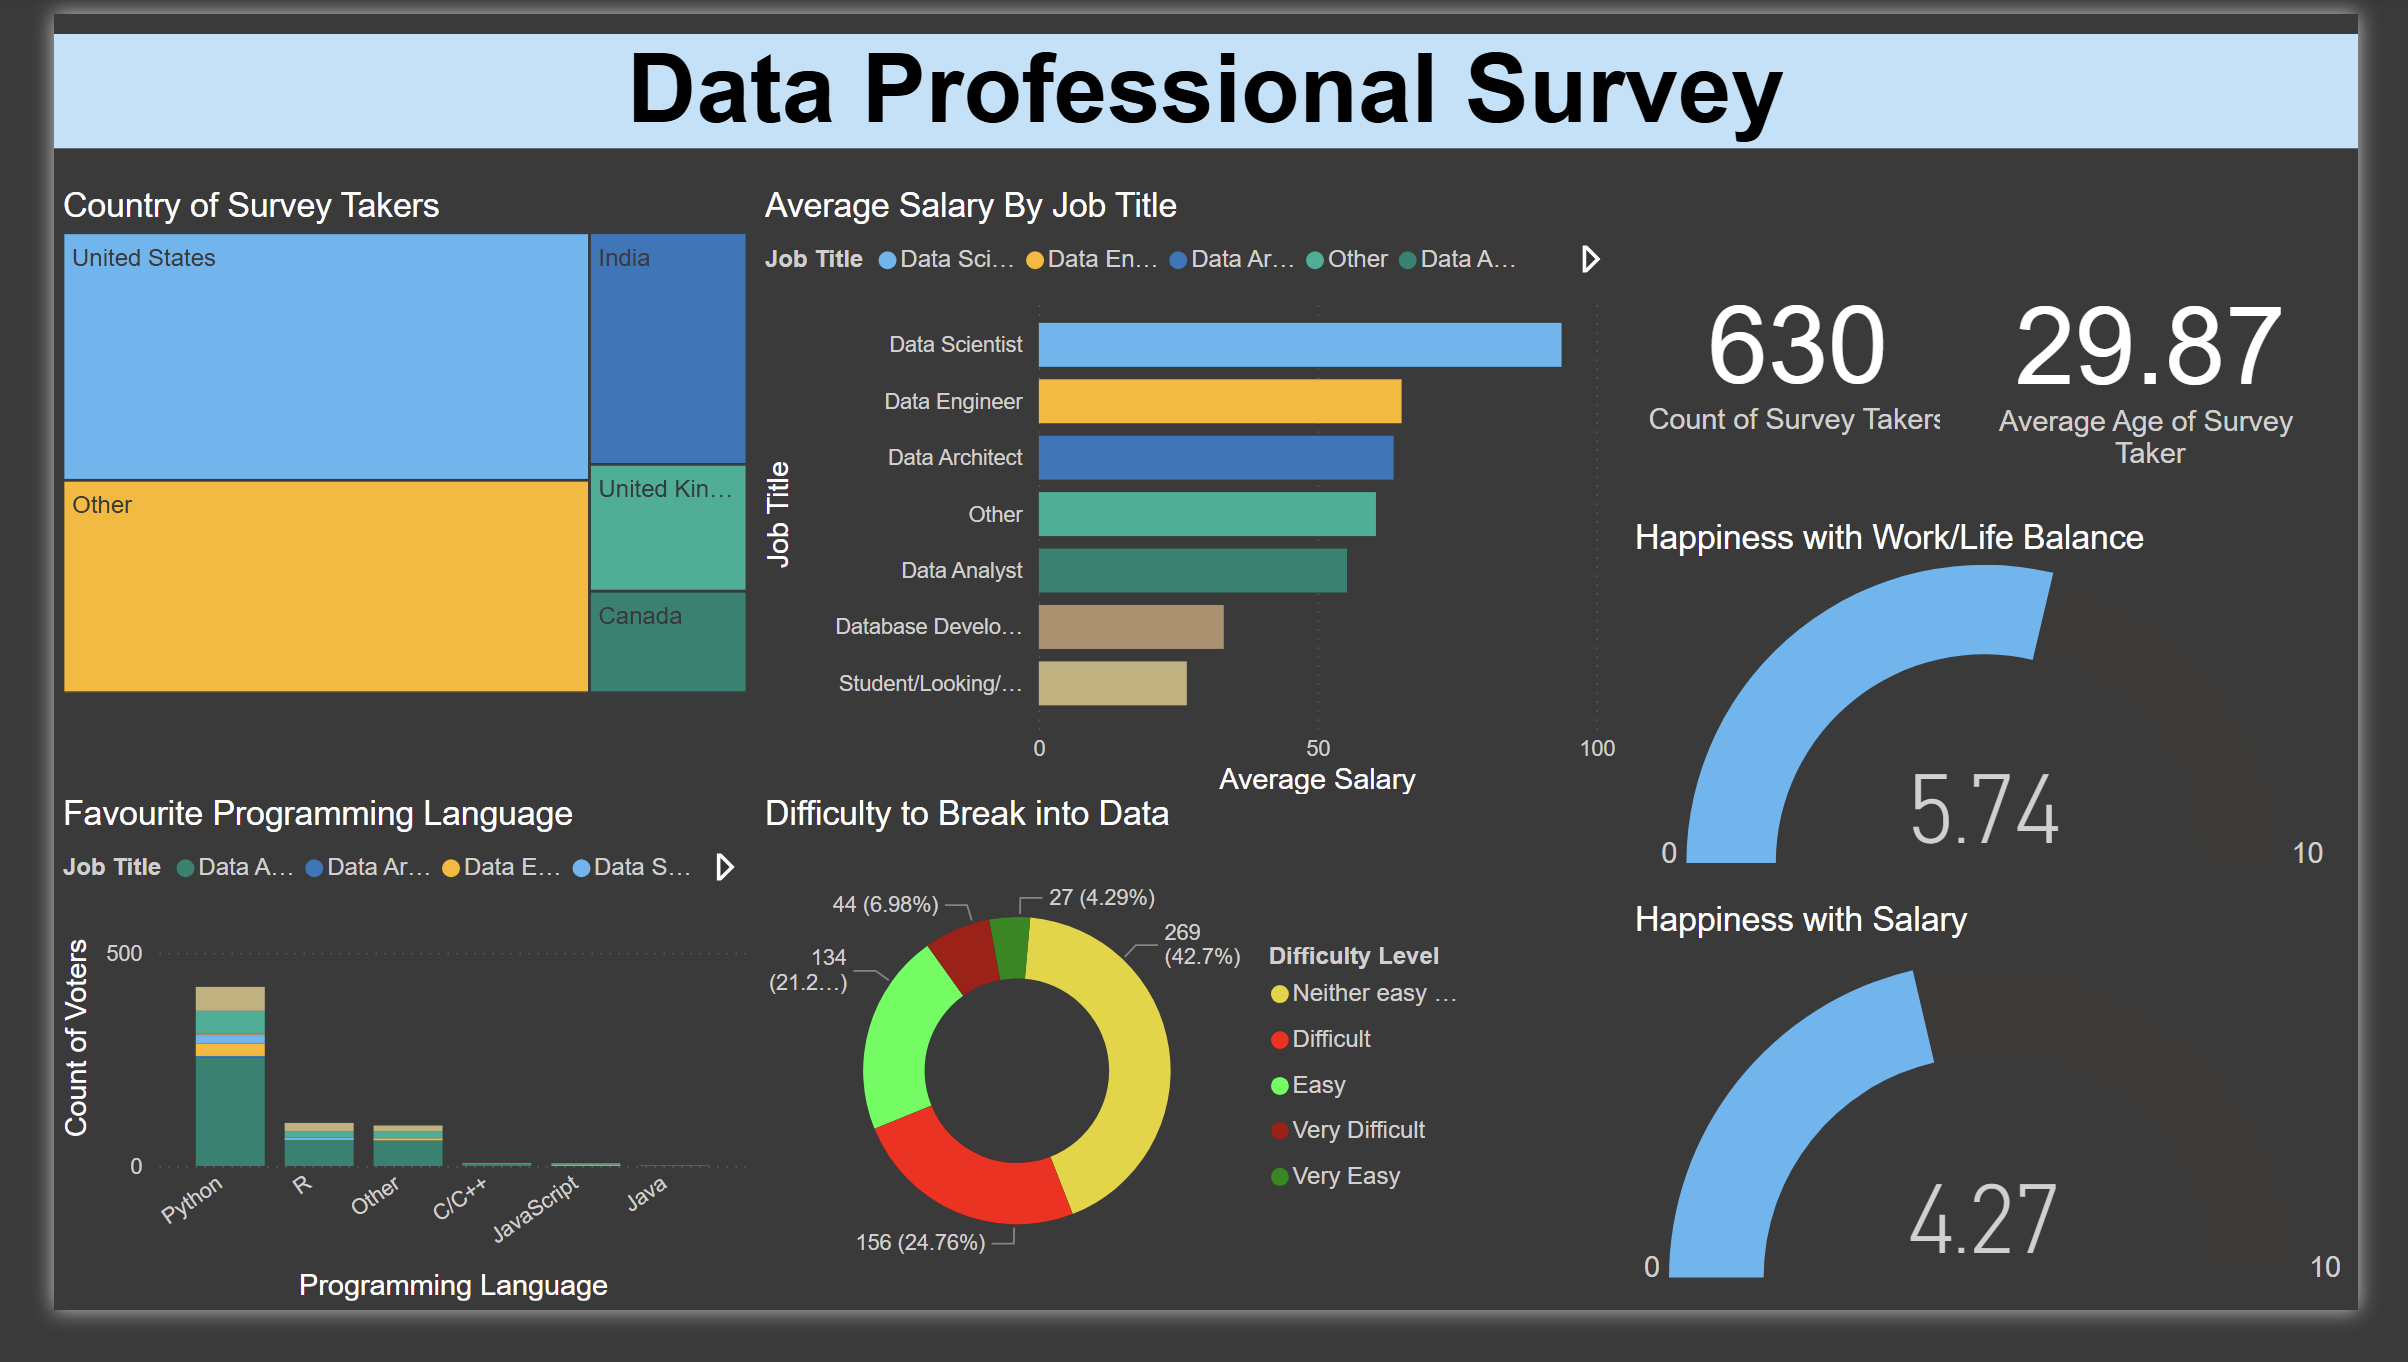 Data Professional Survey
Country of Survey Takers
United States
India
Other
United Kin...
Canada
Average Salary By Job Title
Job Title Data Sci... Data En... Data Ar... Other Data A...
Job Title
Data Scientist
Data Engineer
Data Architect
Other
Data Analyst
Database Develo...
Student/Looking/...
0 50 100
Average Salary
630
Count of Survey Takers
29.87
Average Age of Survey
Taker
Happiness with Work/Life Balance
5.74
0 10
Favourite Programming Language
Job Title Data A... Data Ar... Data E... Data S...
Count of Voters
500
0
Python R Other C/C++ JavaScript Java
Programming Language
Difficulty to Break into Data
27 (4.29%)
44 (6.98%)
269
(42.7%)
134
(21.2...)
156 (24.76%)
Difficulty Level
Neither easy ...
Difficult
Easy
Very Difficult
Very Easy
Happiness with Salary
4.27
0 10